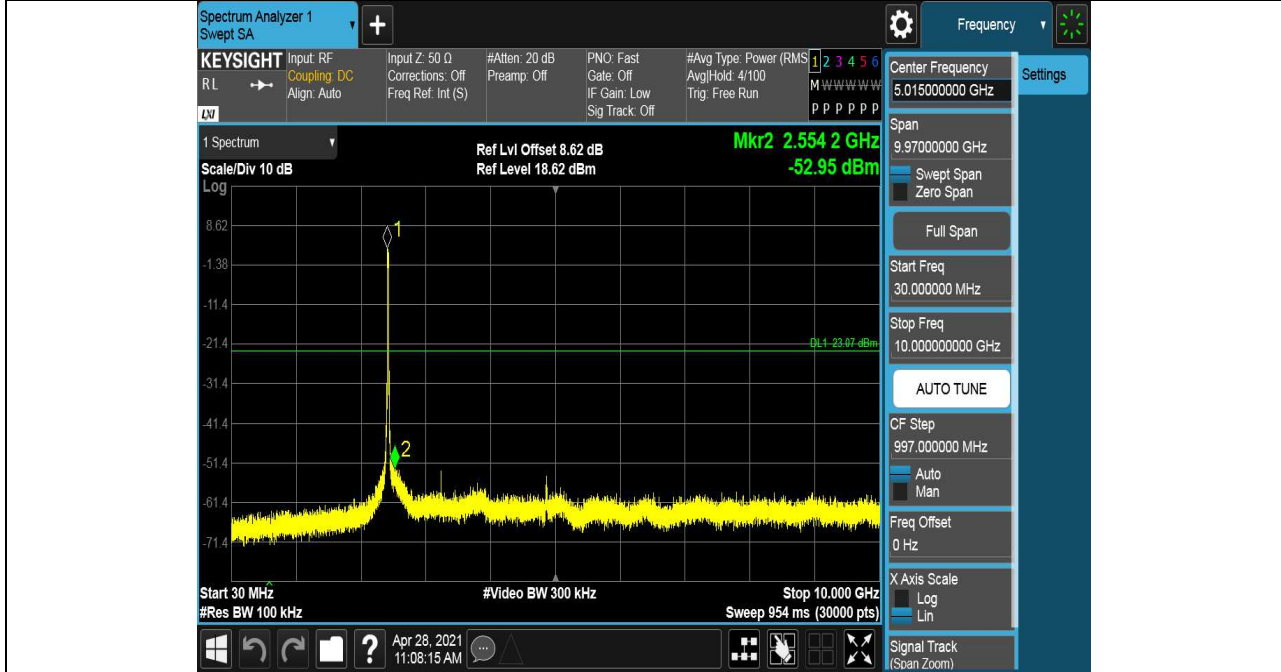 Spectrum Analyzer 1
Swept SA
+
Frequency
KEYSIGHT
RL
LXI
Input: RF
Coupling: DC
Align: Auto
Input Z: 50 Ω
Corrections: Off
Freq Ref: Int (S)
#Atten: 20 dB
Preamp: Off
PNO: Fast
Gate: Off
IF Gain: Low
Sig Track: Off
#Avg Type: Power (RMS
Avg|Hold: 4/100
Trig: Free Run
1 2 3 4 5 6
M W W W W W
P P P P P P
1 Spectrum
Scale/Div 10 dB
Log
Ref Lvl Offset 8.62 dB
Ref Level 18.62 dBm
Mkr2 2.554 2 GHz
-52.95 dBm
8.62
-1.38
-11.4
-21.4
-31.4
-41.4
-51.4
-61.4
-71.4
1
2
DL1 -23.07 dBm
Start 30 MHz
#Res BW 100 kHz
#Video BW 300 kHz
Stop 10.000 GHz
Sweep 954 ms (30000 pts)
Center Frequency
5.015000000 GHz
Settings
Span
9.97000000 GHz
Swept Span
Zero Span
Full Span
Start Freq
30.000000 MHz
Stop Freq
10.000000000 GHz
AUTO TUNE
CF Step
997.000000 MHz
Auto
Man
Freq Offset
0 Hz
X Axis Scale
Log
Lin
Signal Track
(Span Zoom)
?
Apr 28, 2021
11:08:15 AM